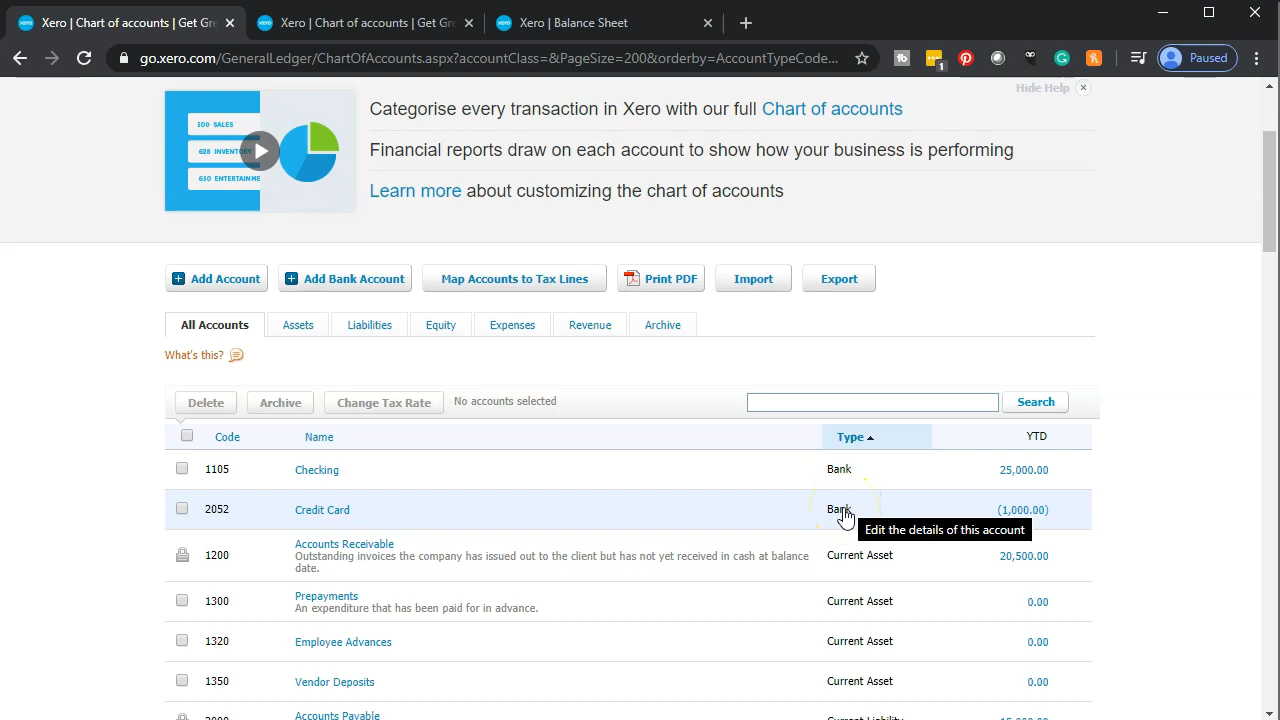 xero Xero | Chart of accounts | Get Gre
xero Xero | Chart of accounts | Get Gre
xero Xero | Balance Sheet
go.xero.com/GeneralLedger/ChartOfAccounts.aspx?accountClass=&PageSize=200&orderby=AccountTypeCode...
1
Paused
Hide Help
500 SALES
628 INVENTORY
650 ENTERTAINME
Categorise every transaction in Xero with our full Chart of accounts
Financial reports draw on each account to show how your business is performing
Learn more about customizing the chart of accounts
Add Account Add Bank Account Map Accounts to Tax Lines Print PDF Import Export
All Accounts Assets Liabilities Equity Expenses Revenue Archive
What's this?
Delete Archive Change Tax Rate No accounts selected Search
Code Name Type YTD
1105 Checking Bank 25,000.00
2052 Credit Card Bank (1,000.00)
Edit the details of this account
Accounts Receivable
1200 Outstanding invoices the company has issued out to the client but has not yet received in cash at balance Current Asset 20,500.00
date.
Prepayments
1300 An expenditure that has been paid for in advance. Current Asset 0.00
1320 Employee Advances Current Asset 0.00
1350 Vendor Deposits Current Asset 0.00
Accounts Payable
Current Liability